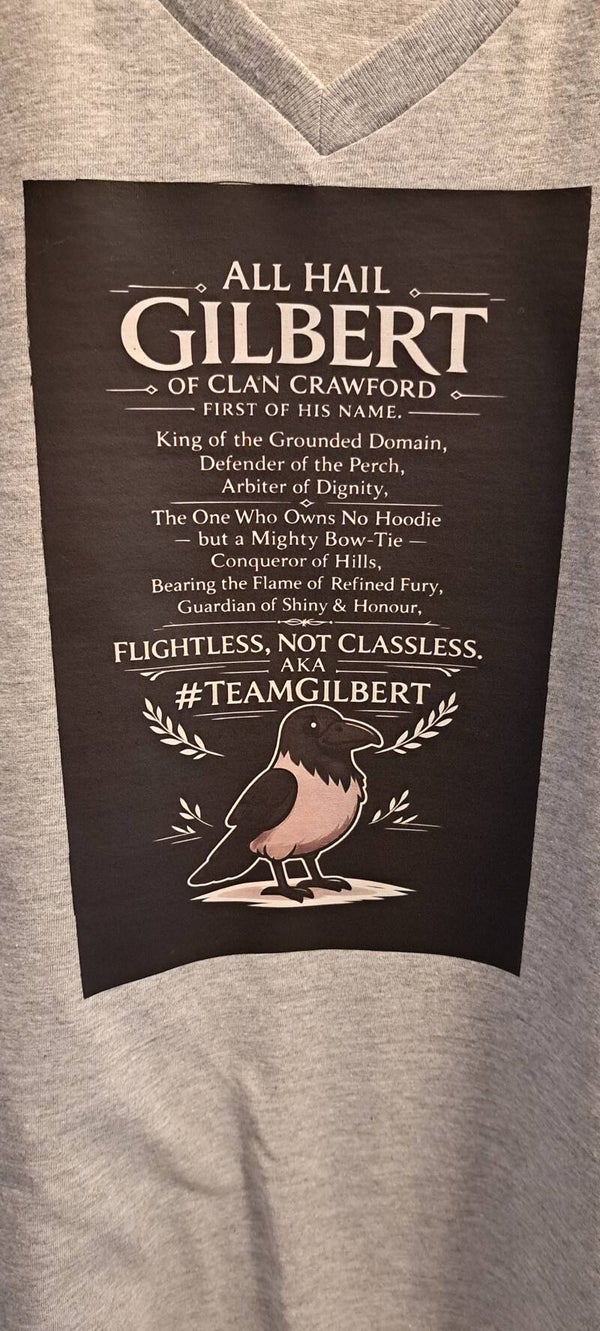 ALL HAIL
GILBERT
OF CLAN CRAWFORD
FIRST OF HIS NAME.
King of the Grounded Domain,
Defender of the Perch,
Arbiter of Dignity,
The One Who Owns No Hoodie
— but a Mighty Bow-Tie —
Conqueror of Hills,
Bearing the Flame of Refined Fury,
Guardian of Shiny & Honour,
FLIGHTLESS, NOT CLASSLESS.
AKA
#TEAMGILBERT